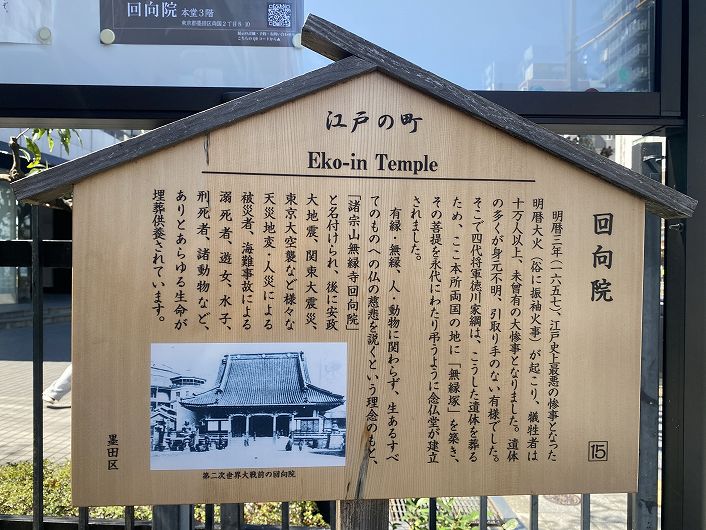 回向院 本堂3階
東京都墨田区両国2丁目8-10
江戸の町
Eko-in Temple
回向院
15
明暦三年(一六五七)、江戸史上最悪の惨事となった
明暦大火(俗に振袖火事)が起こり、犠牲者は
十万人以上、未曾有の大惨事となりました。遺体
の多くが身元不明、引取り手のない有様でした。
そこで四代将軍徳川家綱は、こうした遺体を葬る
ため、ここ本所両国の地に「無縁塚」を築き、
その菩提を永代にわたり弔うように念仏堂が建立
されました。
有縁・無縁、人・動物に関わらず、生あるすべ
てのものへの仏の慈悲を説くという理念のもと、
「諸宗山無縁寺回向院」
と名付けられ、後に安政
大地震、関東大震災、
東京大空襲など様々な
天災地変・人災による
被災者、海難事故による
溺死者、遊女、水子、
刑死者、諸動物など、
ありとあらゆる生命が
埋葬供養されています。
第二次世界大戦前の回向院
墨田区